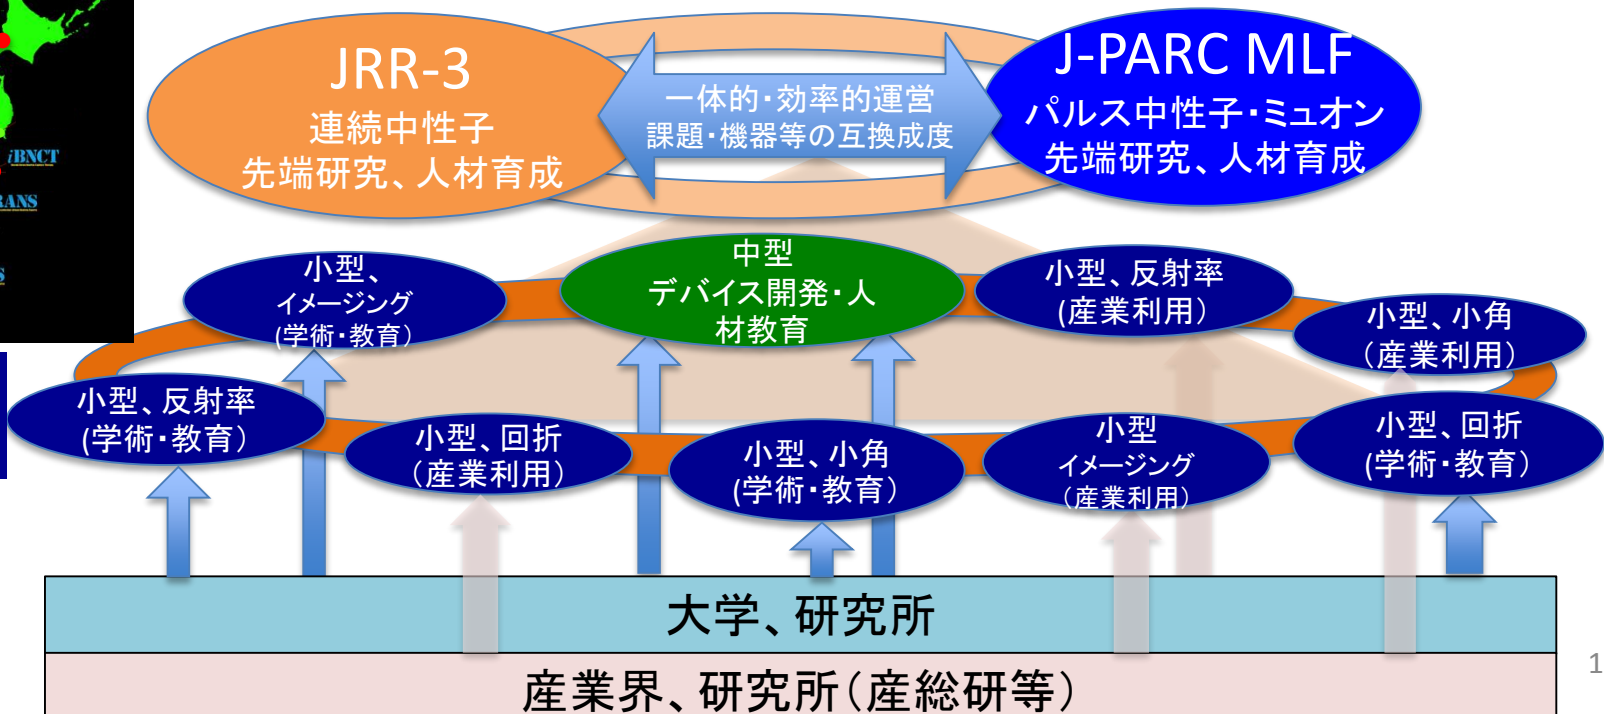 JRR-3
連続中性子
先端研究、人材育成
一体的・効率的運営
課題・機器等の互換成度
J-PARC MLF
パルス中性子・ミュオン
先端研究、人材育成
iBNCT
RANS
小型、
イメージング
(学術・教育)
中型
デバイス開発・人
材教育
小型、反射率
(産業利用)
小型、小角
(産業利用)
小型、反射率
(学術・教育)
小型、回折
(産業利用)
小型、小角
(学術・教育)
小型
イメージング
(産業利用)
小型、回折
(学術・教育)
大学、研究所
産業界、研究所(産総研等)
1